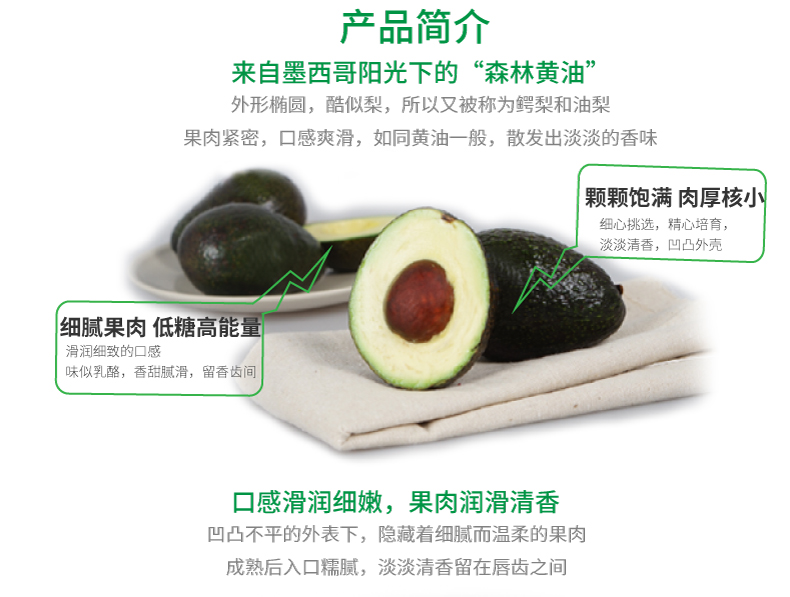 产品简介
来自墨西哥阳光下的“森林黄油”
外形椭圆，酷似梨，所以又被称为鳄梨和油梨
果肉紧密，口感爽滑，如同黄油一般，散发出淡淡的香味
颗颗饱满 肉厚核小
细心挑选，精心培育，
淡淡清香，凹凸外壳
细腻果肉 低糖高能量
滑润细致的口感
味似乳酪，香甜腻滑，留香齿间
口感滑润细嫩，果肉润滑清香
凹凸不平的外表下，隐藏着细腻而温柔的果肉
成熟后入口糯腻，淡淡清香留在唇齿之间